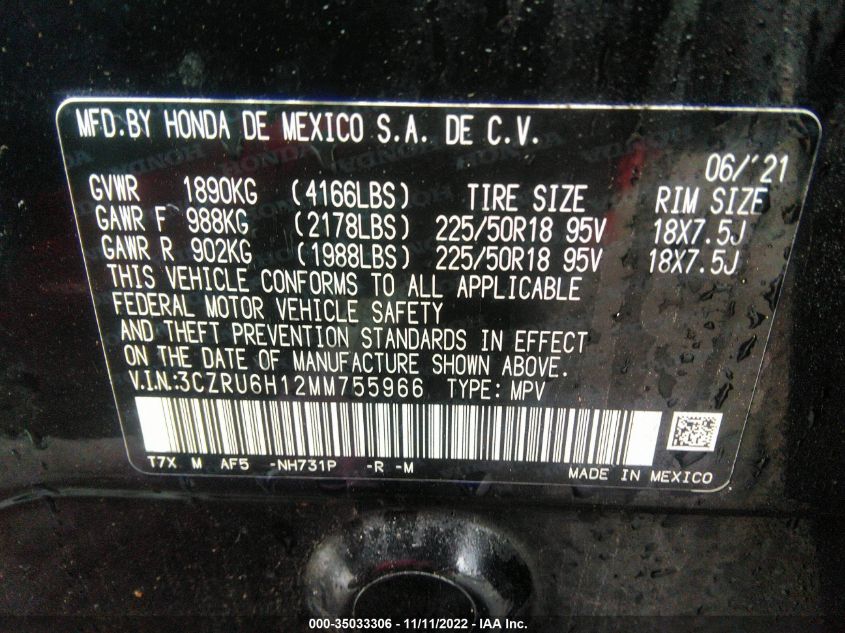 MFD.BY HONDA DE MEXICO S.A. DE C.V.
06/'21
GVWR 1890KG (4166LBS) TIRE SIZE RIM SIZE
GAWR F 988KG (2178LBS) 225/50R18 95V 18X7.5J
GAWR R 902KG (1988LBS) 225/50R18 95V 18X7.5J
THIS VEHICLE CONFORMS TO ALL APPLICABLE
FEDERAL MOTOR VEHICLE SAFETY
AND THEFT PREVENTION STANDARDS IN EFFECT
ON THE DATE OF MANUFACTURE SHOWN ABOVE.
V.I.N:3CZRU6H12MM755966 TYPE: MPV
T7X M AF5 -NH731P -R -M
MADE IN MEXICO
000-35033306 - 11/11/2022 - IAA Inc.